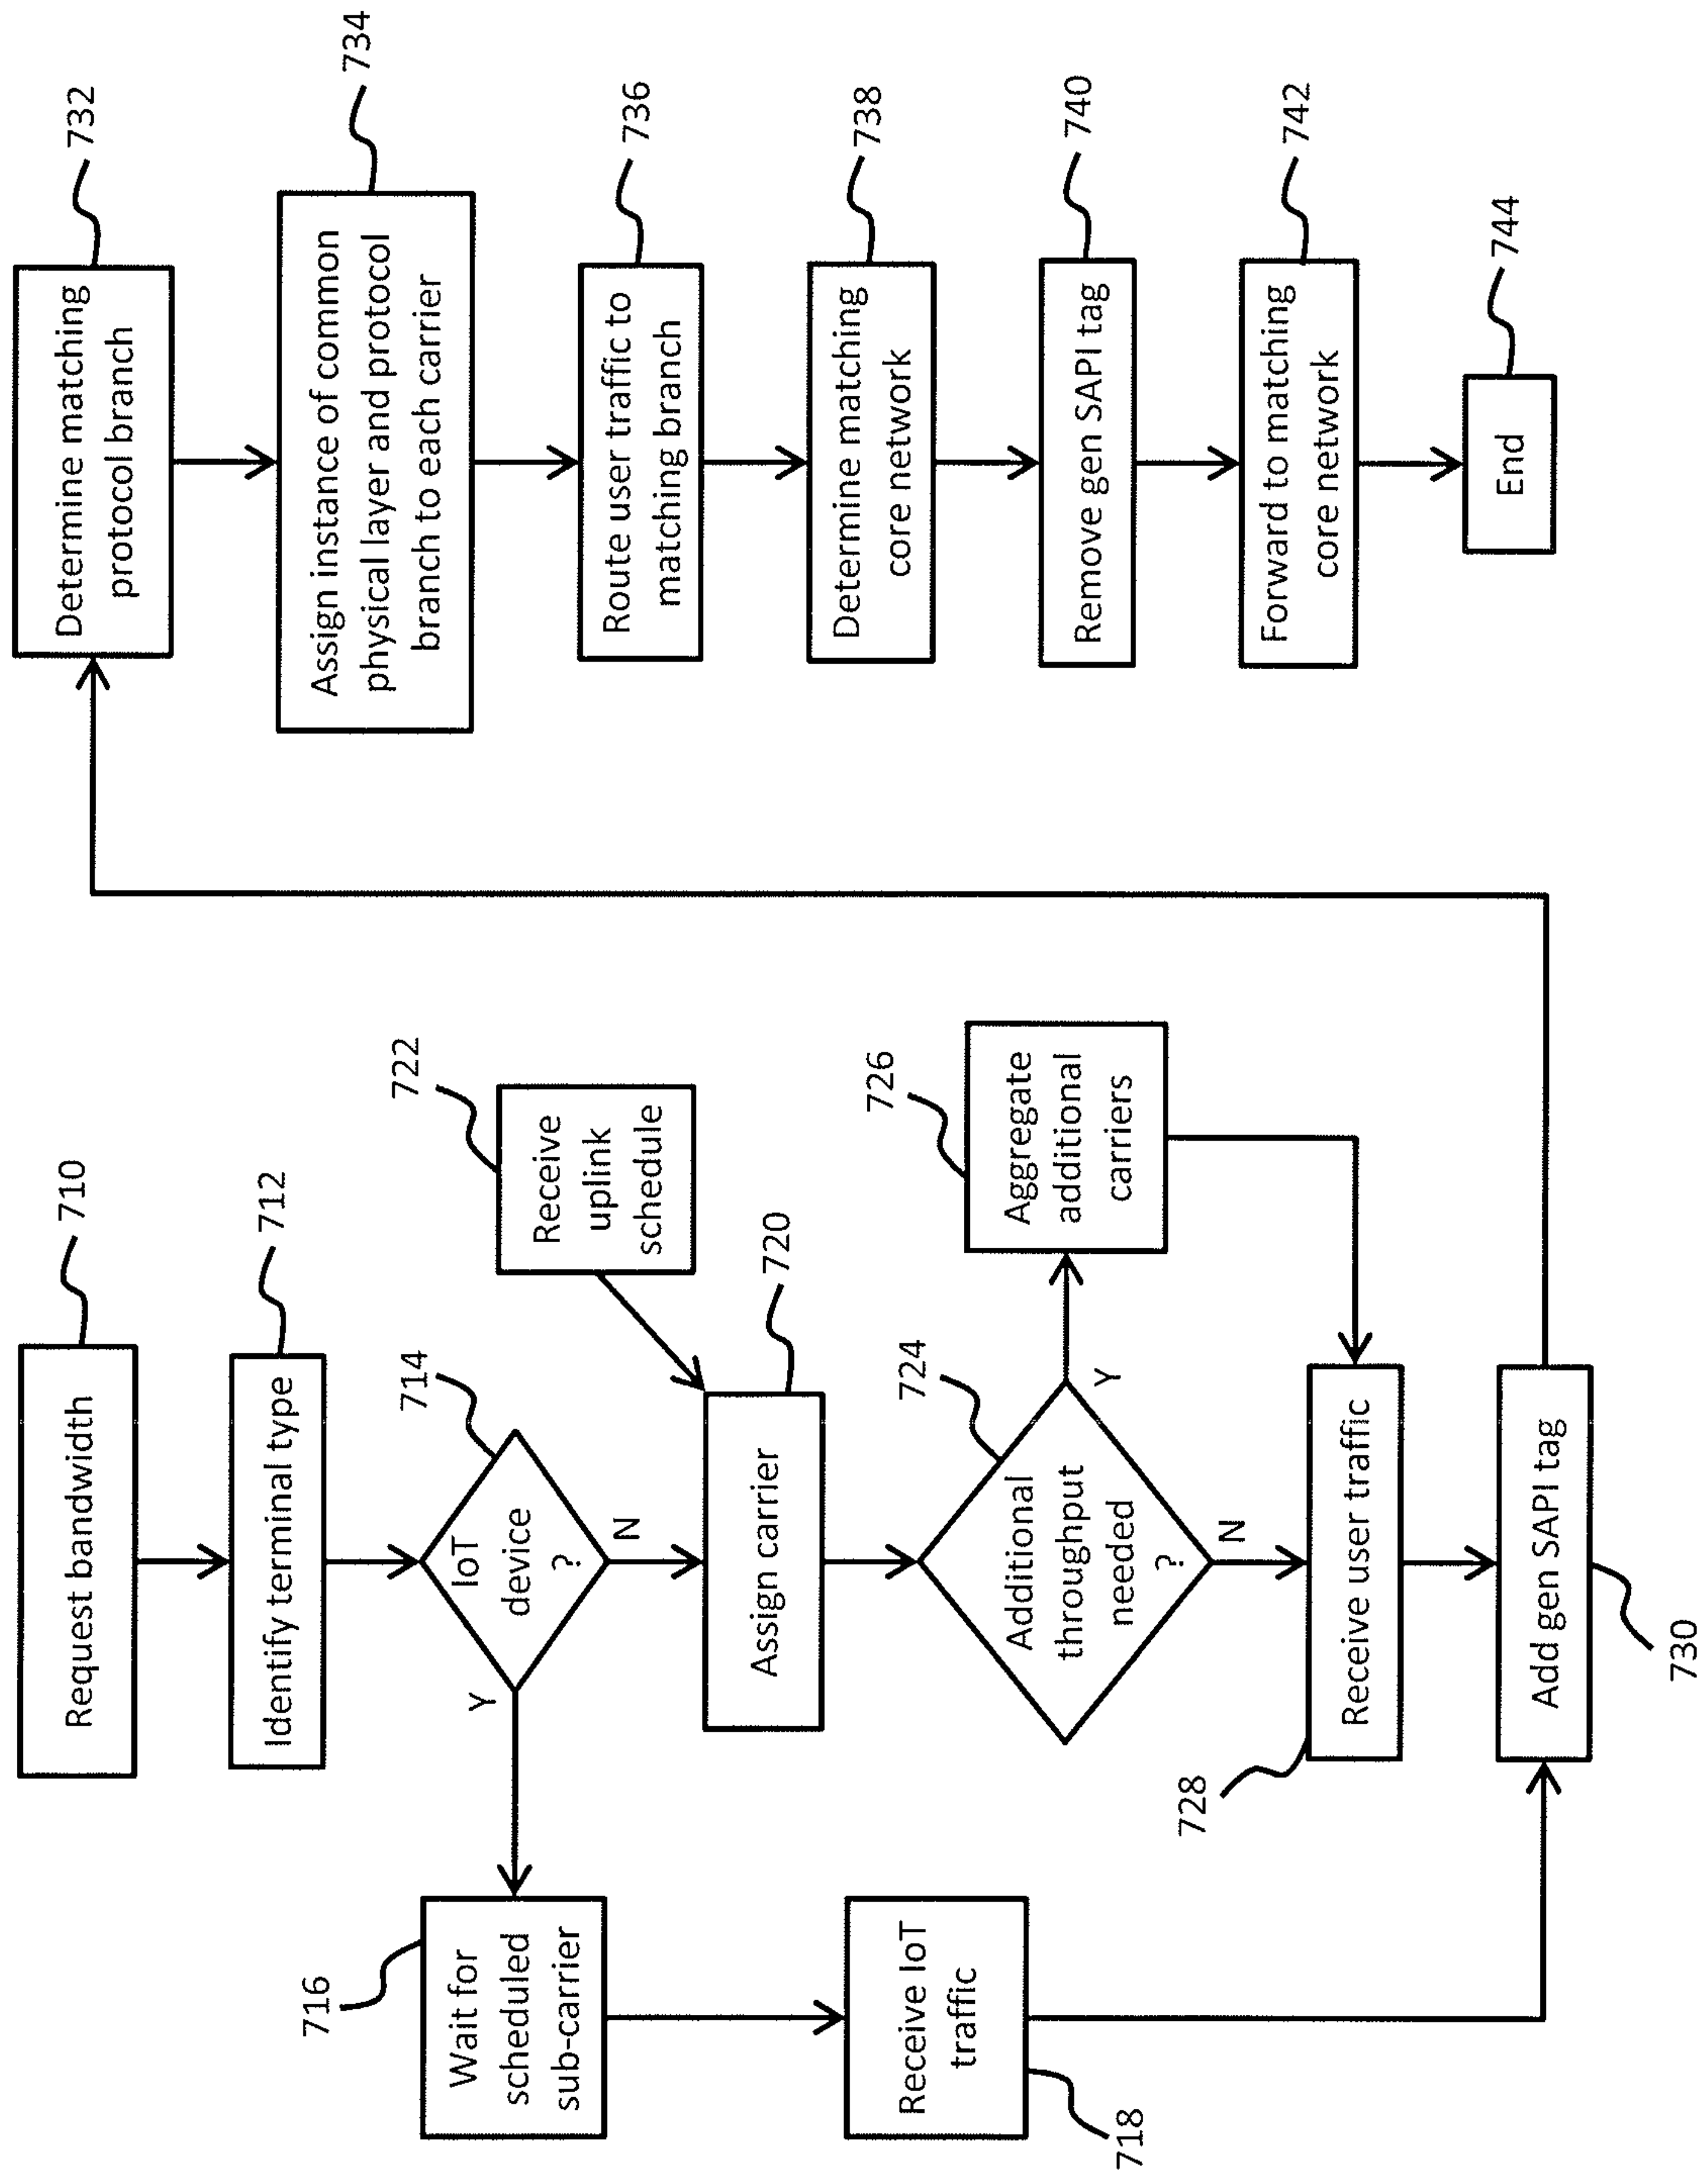 Request bandwidth
710
Identify terminal type
712
IoT
device
?
714
Y
N
Wait for
scheduled
sub-carrier
716
Receive IoT
traffic
718
Receive
uplink
schedule
722
Assign carrier
720
Additional
throughput
needed
?
724
Y
N
Aggregate
additional
carriers
726
Receive user traffic
728
Add gen SAPI tag
730
Determine matching
protocol branch
732
Assign instance of common
physical layer and protocol
branch to each carrier
734
Route user traffic to
matching branch
736
Determine matching
core network
738
Remove gen SAPI tag
740
Forward to matching
core network
742
End
744